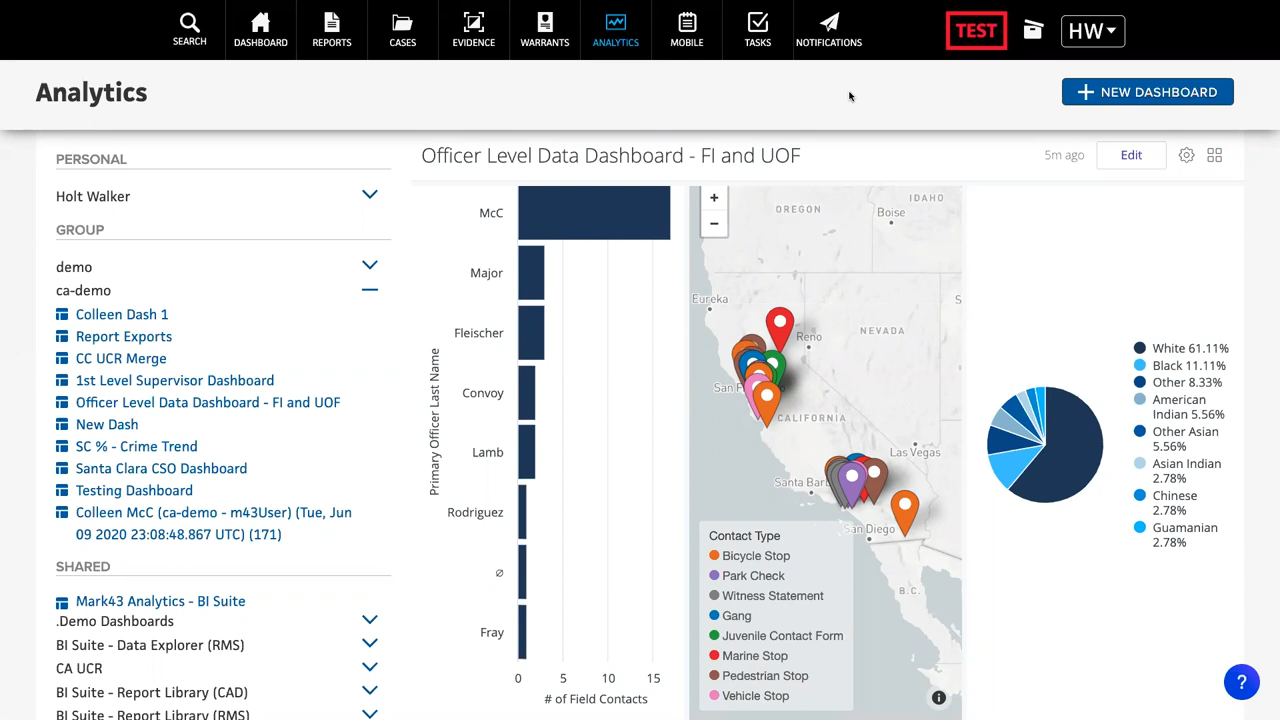 SEARCH
DASHBOARD
REPORTS
CASES
EVIDENCE
WARRANTS
ANALYTICS
MOBILE
TASKS
NOTIFICATIONS
TEST
HW
Analytics
NEW DASHBOARD
PERSONAL
Holt Walker
GROUP
demo
ca-demo
Colleen Dash 1
Report Exports
CC UCR Merge
1st Level Supervisor Dashboard
Officer Level Data Dashboard - FI and UOF
New Dash
SC % - Crime Trend
Santa Clara CSO Dashboard
Testing Dashboard
Colleen McC (ca-demo - m43User) (Tue, Jun
09 2020 23:08:48.867 UTC) (171)
SHARED
Mark43 Analytics - BI Suite
.Demo Dashboards
BI Suite - Data Explorer (RMS)
CA UCR
BI Suite - Report Library (CAD)
BI Suite - Report Library (RMS)
Officer Level Data Dashboard - FI and UOF
5m ago
Edit
Primary Officer Last Name
McC
Major
Fleischer
Convoy
Lamb
Rodriguez
∅
Fray
0 5 10 15
# of Field Contacts
+
−
OREGON
IDAHO
Boise
Eureka
Reno
NEVADA
San F
CALIFORNIA
Las Vegas
Santa Barb
San Diego
B.C.
S
Contact Type
Bicycle Stop
Park Check
Witness Statement
Gang
Juvenile Contact Form
Marine Stop
Pedestrian Stop
Vehicle Stop
White 61.11%
Black 11.11%
Other 8.33%
American
Indian 5.56%
Other Asian
5.56%
Asian Indian
2.78%
Chinese
2.78%
Guamanian
2.78%
?